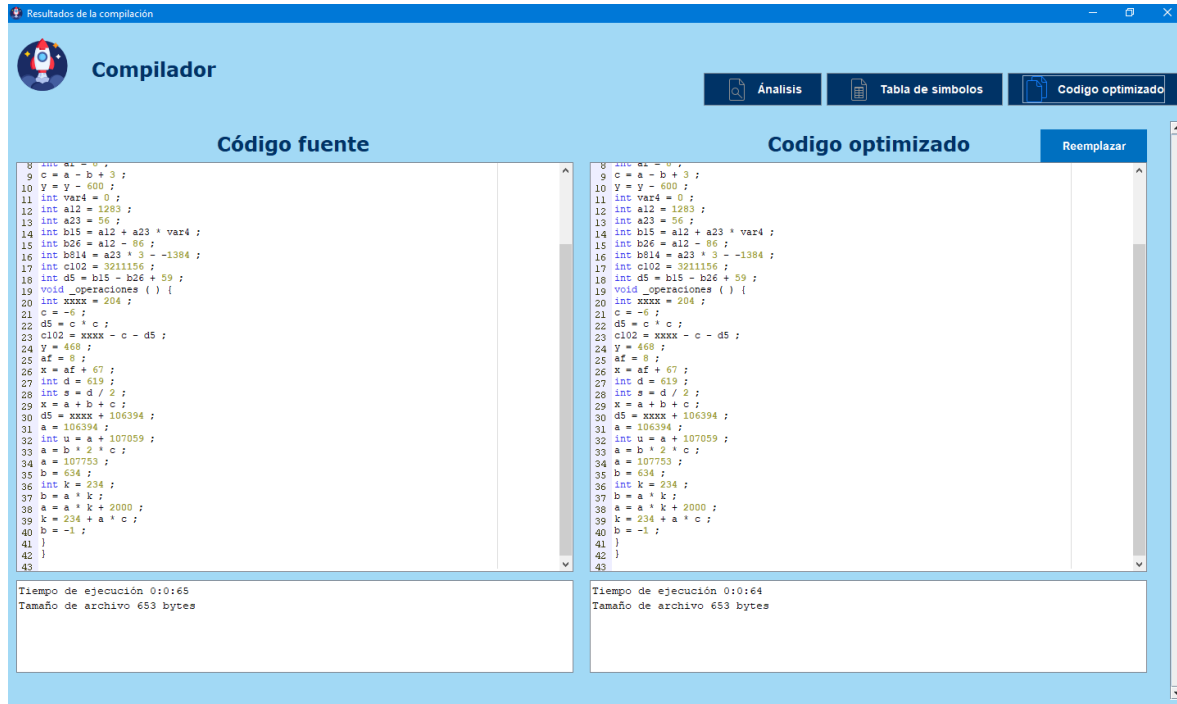 Resultados de la compilación
Compilador
Ánalisis
Tabla de simbolos
Codigo optimizado
Código fuente
8 int af = 0 ;
9 c = a - b + 3 ;
10 y = y - 600 ;
11 int var4 = 0 ;
12 int a12 = 1283 ;
13 int a23 = 56 ;
14 int b15 = a12 + a23 * var4 ;
15 int b26 = a12 - 86 ;
16 int b814 = a23 * 3 - -1384 ;
17 int c102 = 3211156 ;
18 int d5 = b15 - b26 + 59 ;
19 void _operaciones ( ) {
20 int xxxx = 204 ;
21 c = -6 ;
22 d5 = c * c ;
23 c102 = xxxx - c - d5 ;
24 y = 468 ;
25 af = 8 ;
26 x = af + 67 ;
27 int d = 619 ;
28 int s = d / 2 ;
29 x = a + b + c ;
30 d5 = xxxx + 106394 ;
31 a = 106394 ;
32 int u = a + 107059 ;
33 a = b * 2 * c ;
34 a = 107753 ;
35 b = 634 ;
36 int k = 234 ;
37 b = a * k ;
38 a = a * k + 2000 ;
39 k = 234 + a * c ;
40 b = -1 ;
41 }
42 }
43
Tiempo de ejecución 0:0:65
Tamaño de archivo 653 bytes
Codigo optimizado
Reemplazar
8 int af = 0 ;
9 c = a - b + 3 ;
10 y = y - 600 ;
11 int var4 = 0 ;
12 int a12 = 1283 ;
13 int a23 = 56 ;
14 int b15 = a12 + a23 * var4 ;
15 int b26 = a12 - 86 ;
16 int b814 = a23 * 3 - -1384 ;
17 int c102 = 3211156 ;
18 int d5 = b15 - b26 + 59 ;
19 void _operaciones ( ) {
20 int xxxx = 204 ;
21 c = -6 ;
22 d5 = c * c ;
23 c102 = xxxx - c - d5 ;
24 y = 468 ;
25 af = 8 ;
26 x = af + 67 ;
27 int d = 619 ;
28 int s = d / 2 ;
29 x = a + b + c ;
30 d5 = xxxx + 106394 ;
31 a = 106394 ;
32 int u = a + 107059 ;
33 a = b * 2 * c ;
34 a = 107753 ;
35 b = 634 ;
36 int k = 234 ;
37 b = a * k ;
38 a = a * k + 2000 ;
39 k = 234 + a * c ;
40 b = -1 ;
41 }
42 }
43
Tiempo de ejecución 0:0:64
Tamaño de archivo 653 bytes